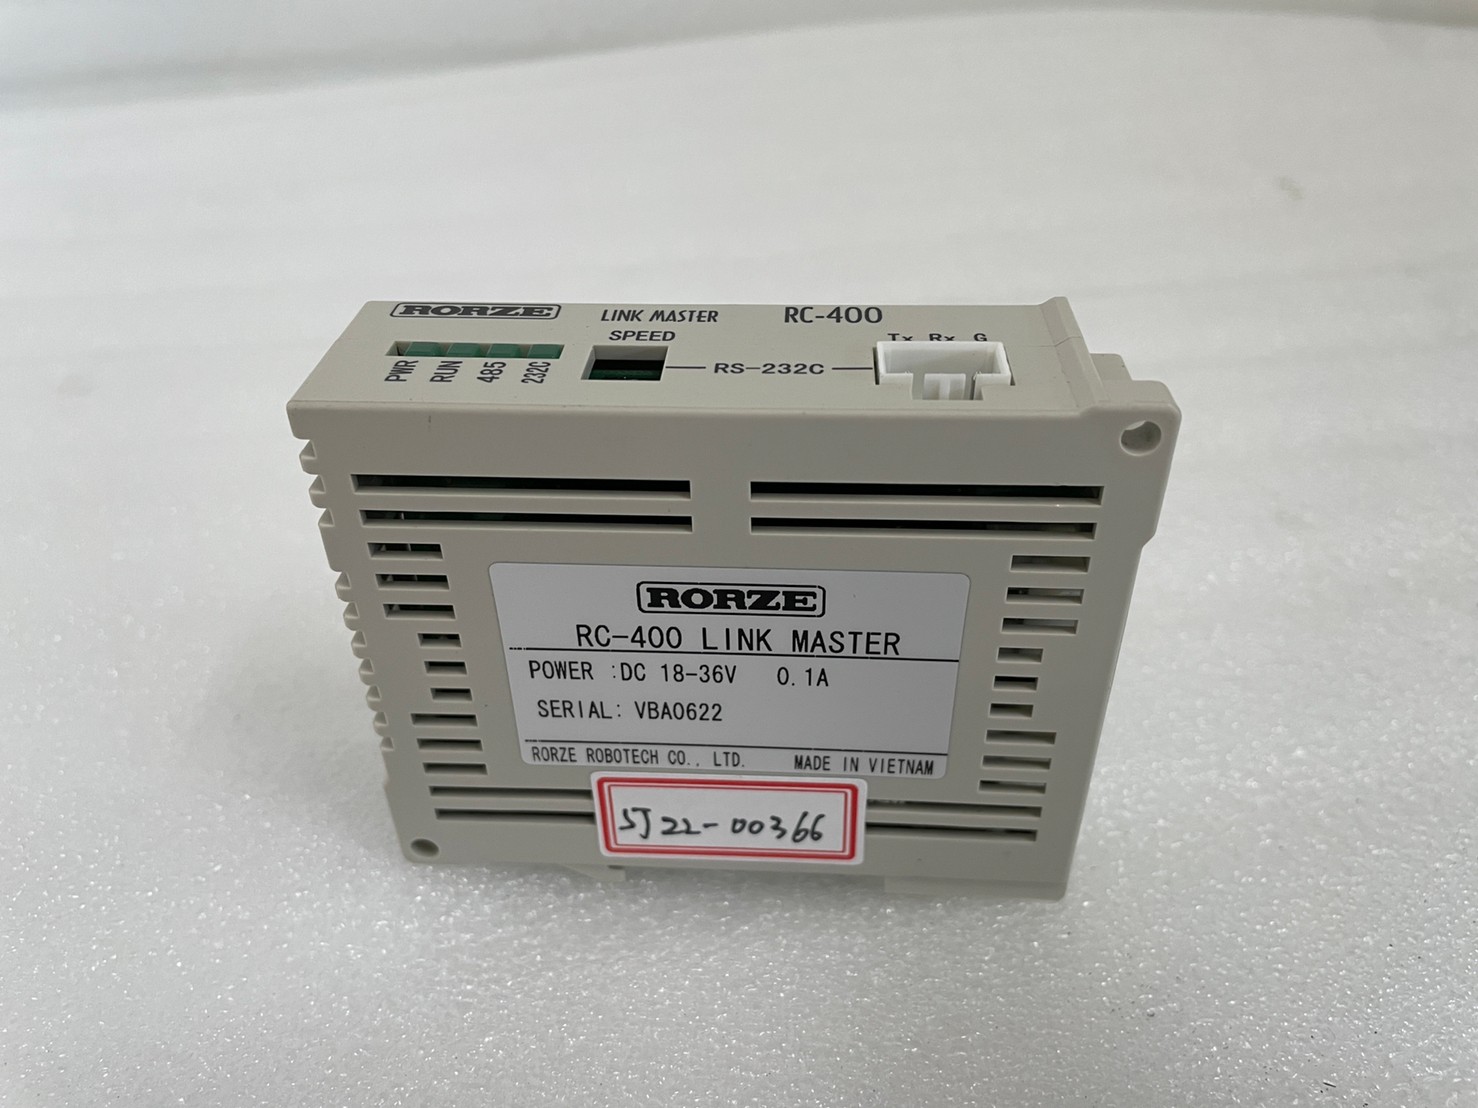 RORZE LINK MASTER RC-400
SPEED Tx Rx G
RS-232C
PWR RUN 485 232C
RORZE
RC-400 LINK MASTER
POWER :DC 18-36V 0.1A
SERIAL: VBA0622
RORZE ROBOTECH CO., LTD. MADE IN VIETNAM
SJ22-00366